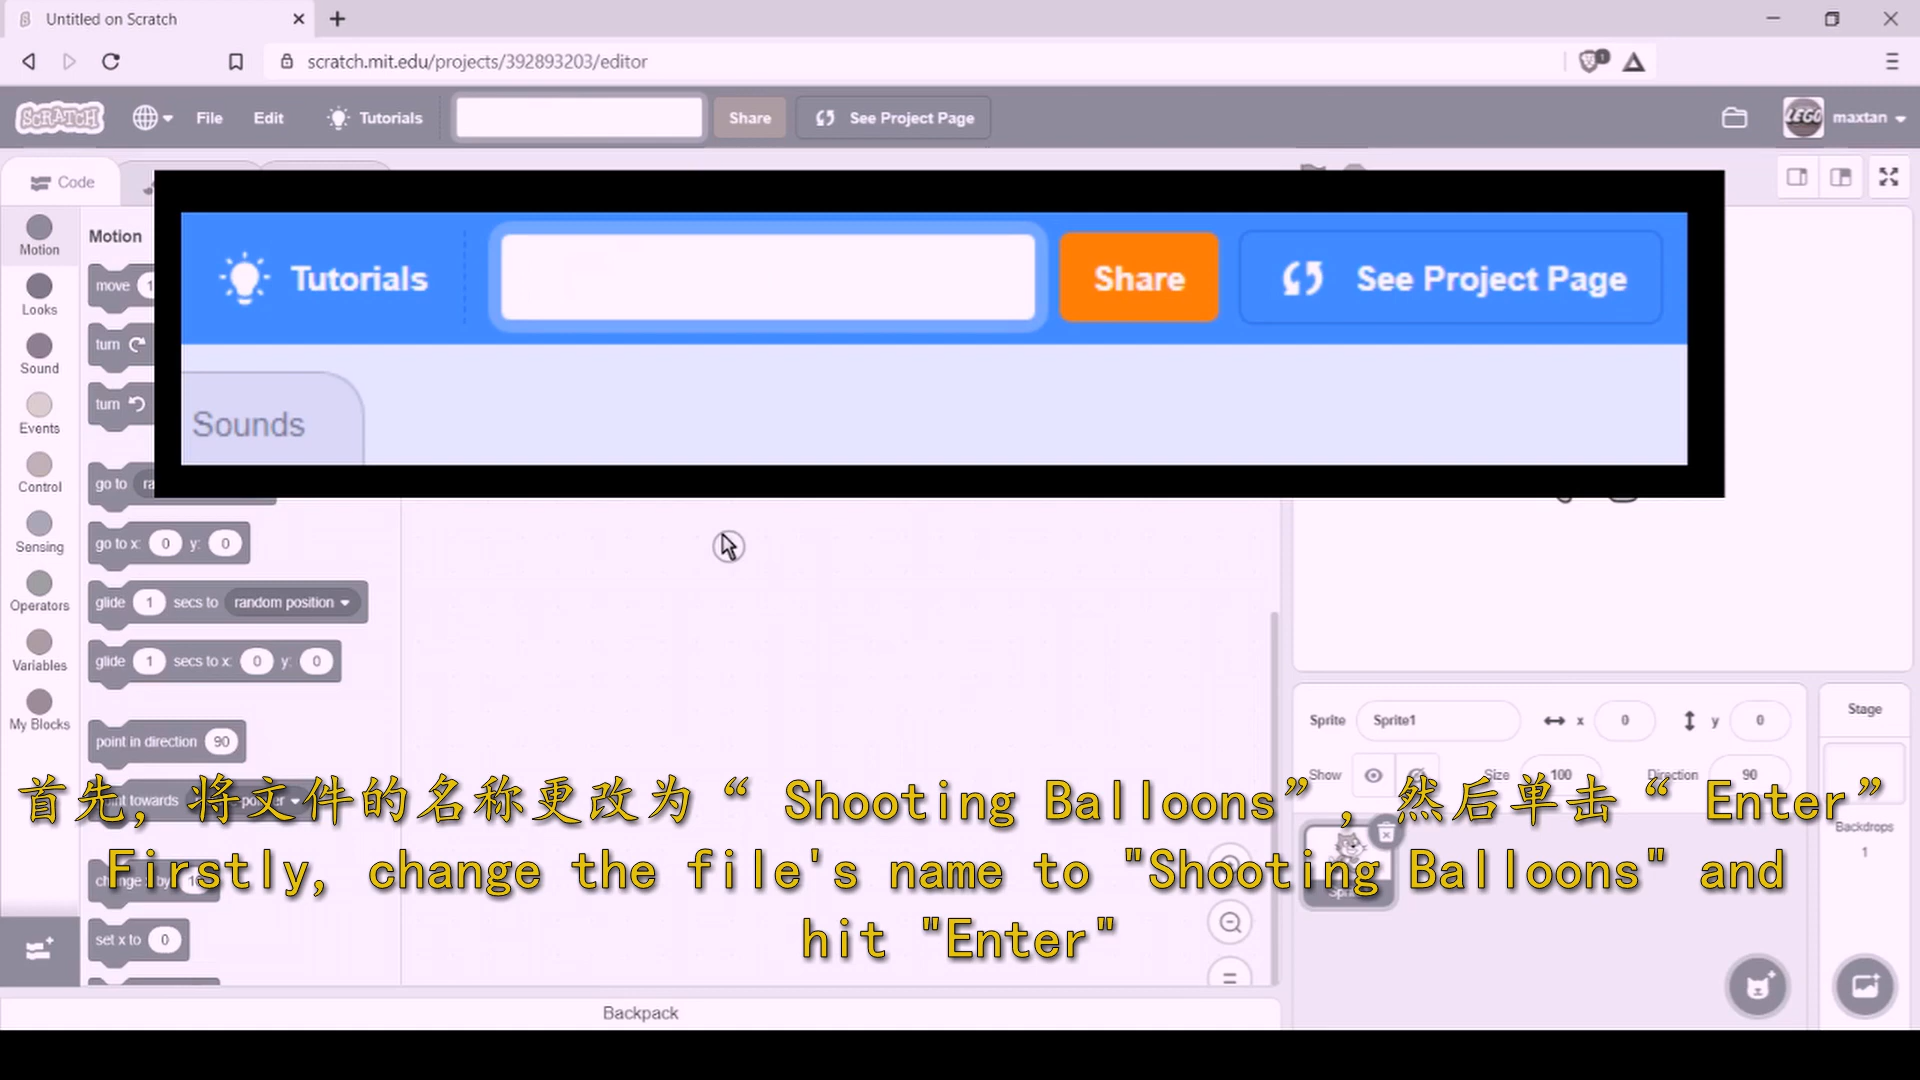 Untitled on Scratch
scratch.mit.edu/projects/392893203/editor
SCRATCH File Edit Tutorials Share See Project Page LEGO maxtan
Code
Tutorials Share See Project Page
Sounds
Motion
Looks
Sound
Events
Control
Sensing
Operators
Variables
My Blocks
Motion
move
turn
turn
go to
go to x: 0 y: 0
glide 1 secs to random position
glide 1 secs to x: 0 y: 0
point in direction 90
towards
change by
set x to 0
Sprite Sprite1 x 0 y 0
Show Size 100 Direction 90
Stage
Backdrops
1
首先, 将文件的名称更改为“ Shooting Balloons”, 然后单击“ Enter”
Firstly, change the file's name to "Shooting Balloons" and
hit "Enter"
Backpack